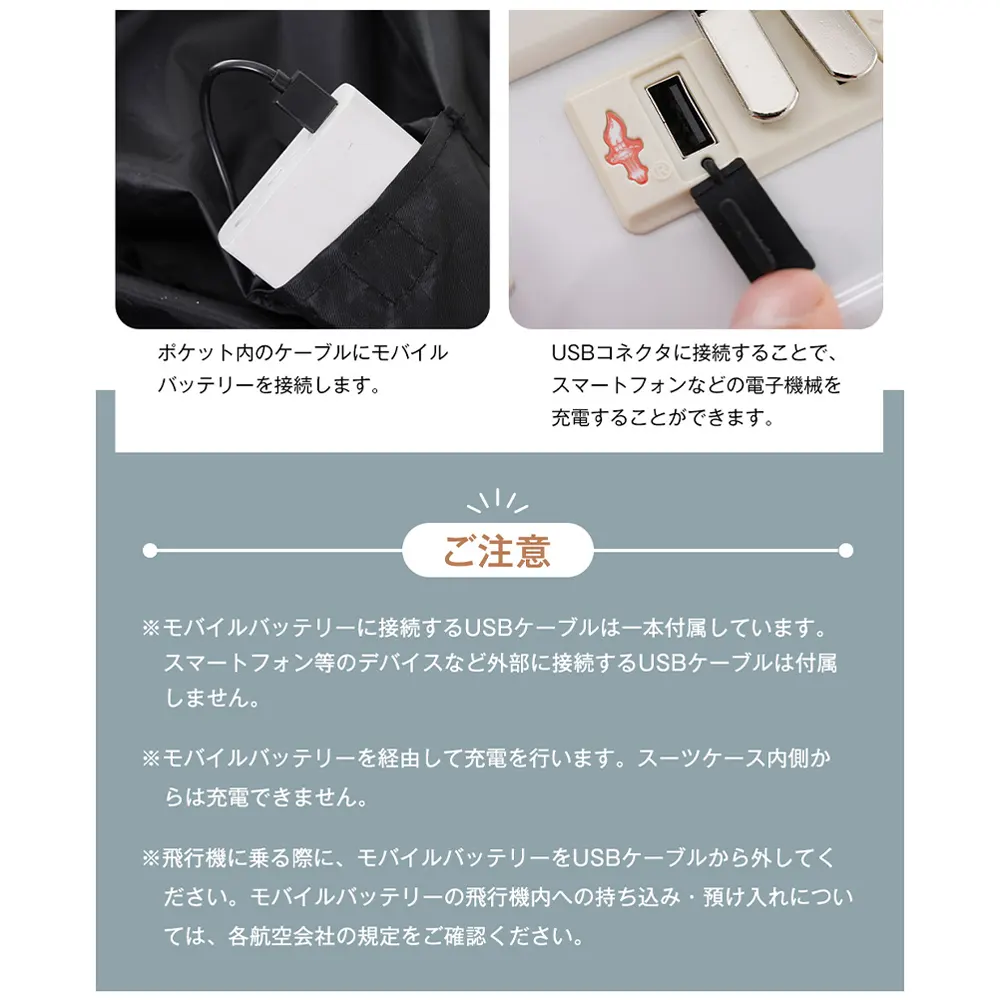 ポケット内のケーブルにモバイル
バッテリーを接続します。
USBコネクタに接続することで、
スマートフォンなどの電子機械を
充電することができます。
ご注意
※モバイルバッテリーに接続するUSBケーブルは一本付属しています。
スマートフォン等のデバイスなど外部に接続するUSBケーブルは付属
しません。
※モバイルバッテリーを経由して充電を行います。スーツケース内側か
らは充電できません。
※飛行機に乗る際に、モバイルバッテリーをUSBケーブルから外してく
ださい。モバイルバッテリーの飛行機内への持ち込み・預け入れについ
ては、各航空会社の規定をご確認ください。